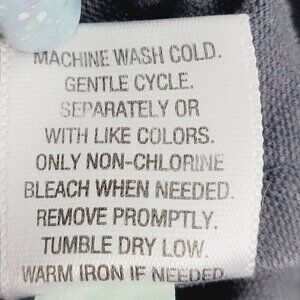 MACHINE WASH COLD.
GENTLE CYCLE.
SEPARATELY OR
WITH LIKE COLORS.
ONLY NON-CHLORINE
BLEACH WHEN NEEDED.
REMOVE PROMPTLY.
TUMBLE DRY LOW.
WARM IRON IF NEEDED.